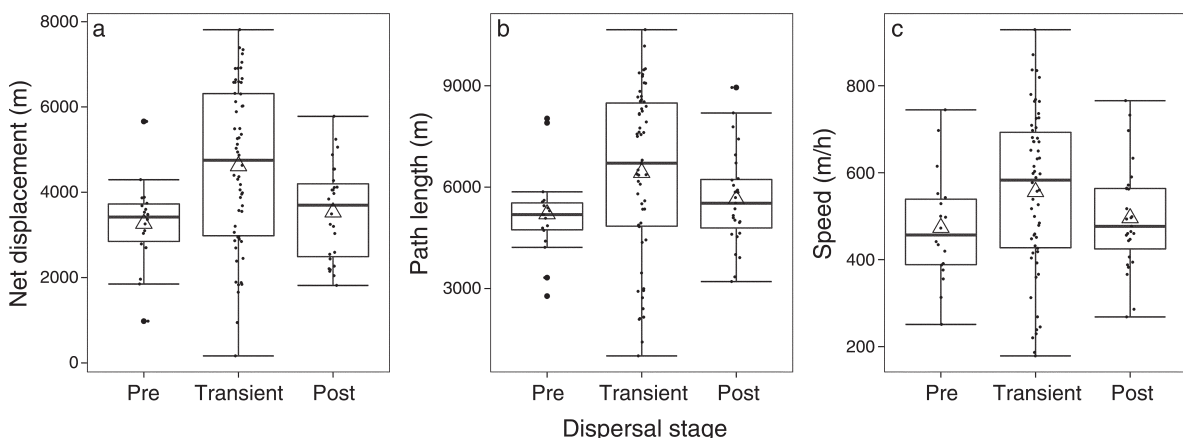 a
Net displacement (m)
8000
6000
4000
2000
0
Pre Transient Post
b
Path length (m)
9000
6000
3000
Pre Transient Post
c
Speed (m/h)
800
600
400
200
Pre Transient Post
Dispersal stage